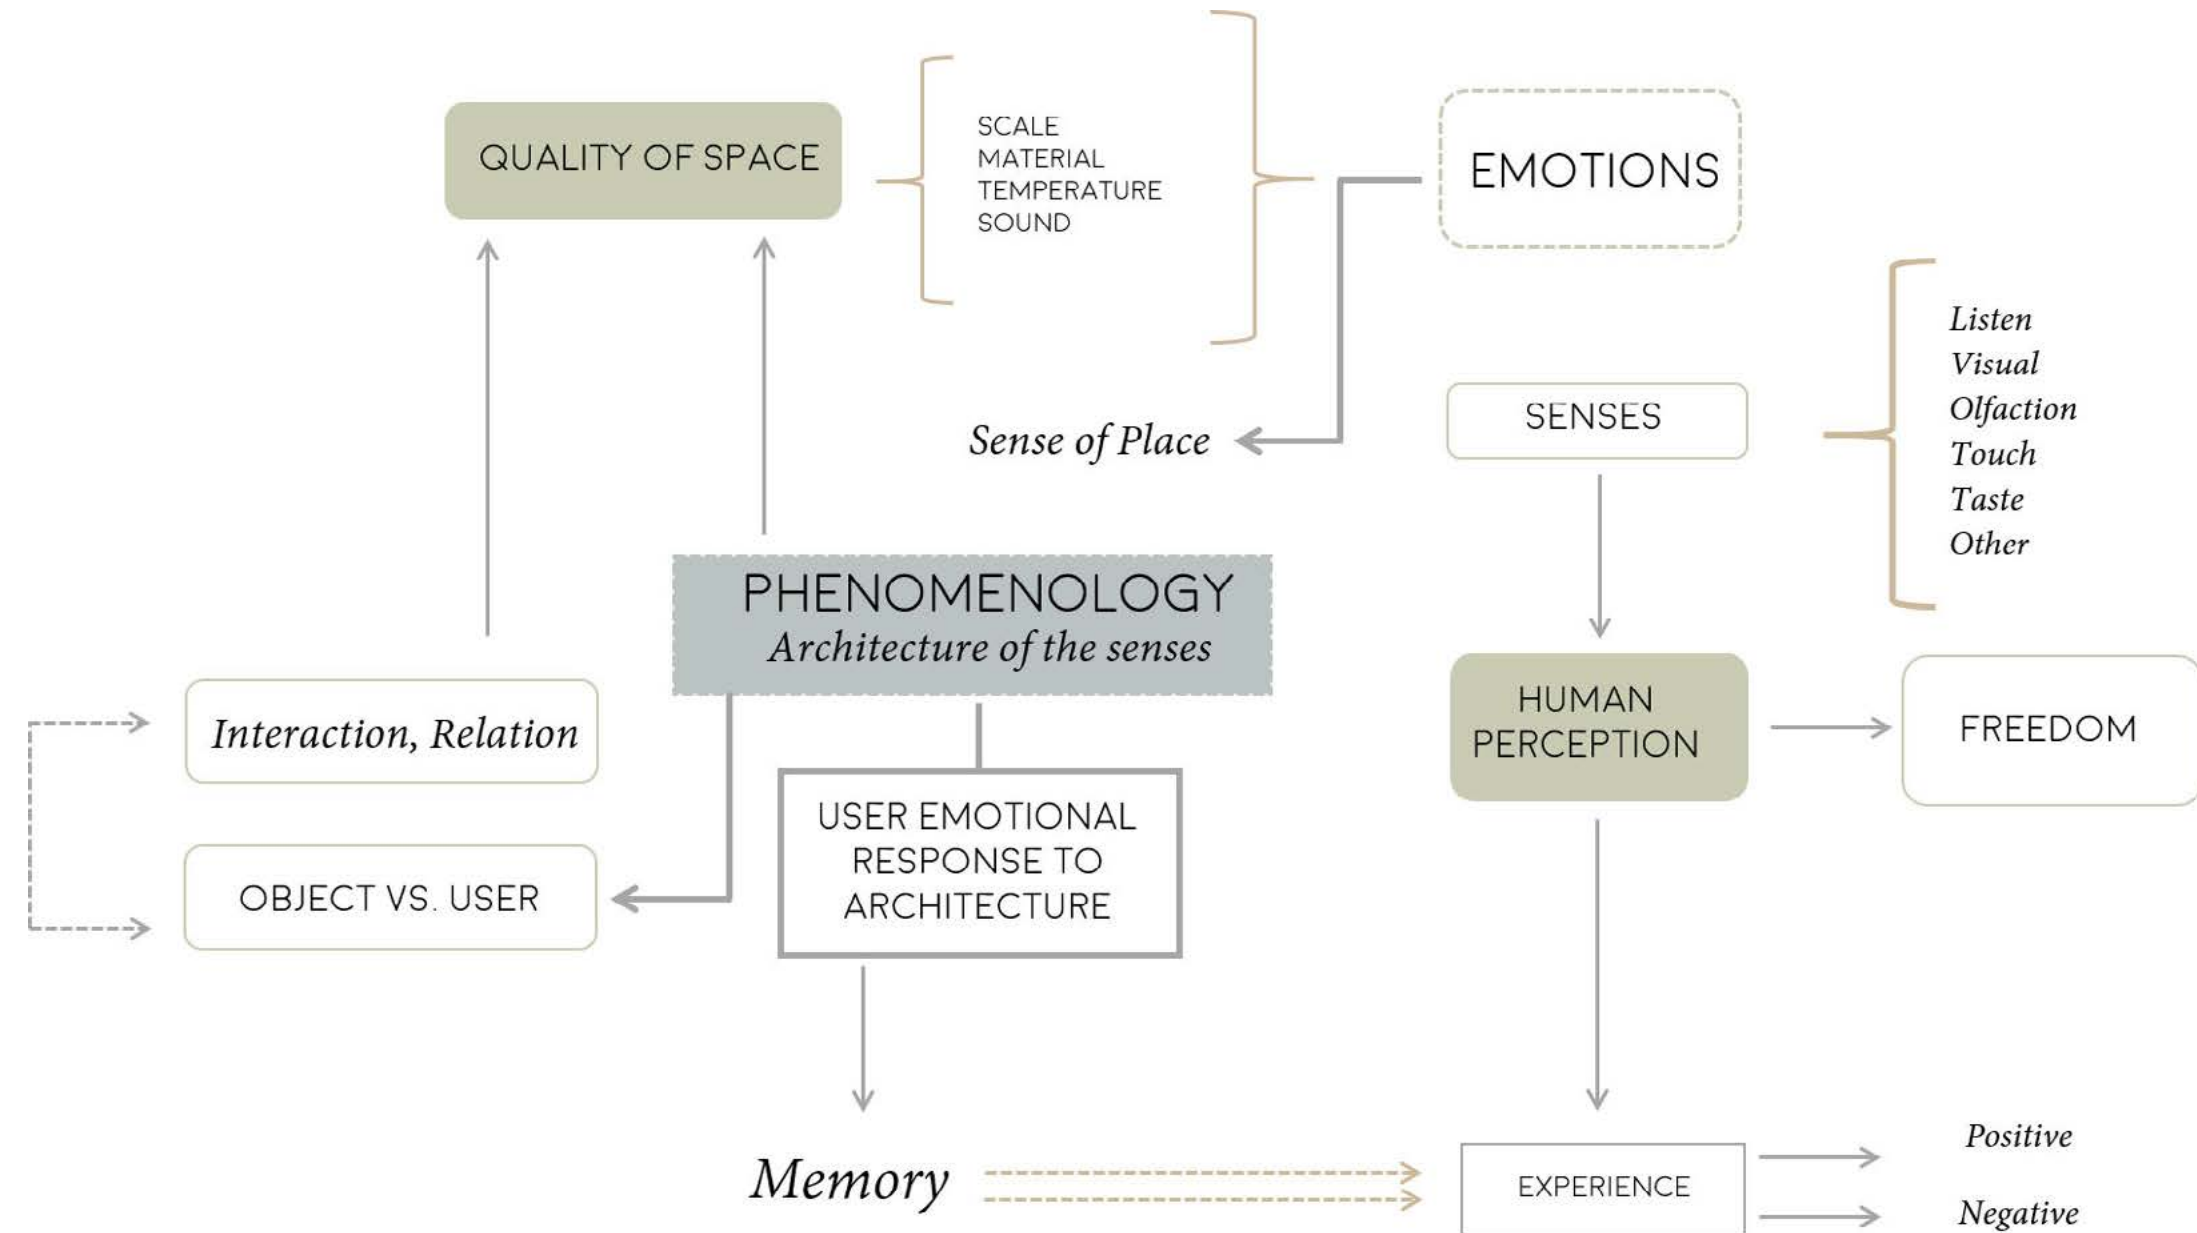 QUALITY OF SPACE
SCALE
MATERIAL
TEMPERATURE
SOUND
EMOTIONS
Sense of Place
SENSES
Listen
Visual
Olfaction
Touch
Taste
Other
PHENOMENOLOGY
Architecture of the senses
Interaction, Relation
OBJECT VS. USER
USER EMOTIONAL
RESPONSE TO
ARCHITECTURE
HUMAN
PERCEPTION
FREEDOM
Memory
EXPERIENCE
Positive
Negative